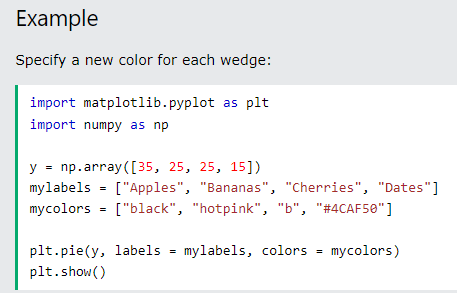 Example
Specify a new color for each wedge:
import matplotlib.pyplot as plt
import numpy as np
y = np.array([35, 25, 25, 15])
mylabels = ["Apples", "Bananas", "Cherries", "Dates"]
mycolors = ["black", "hotpink", "b", "#4CAF50"]
plt.pie(y, labels = mylabels, colors = mycolors)
plt.show()